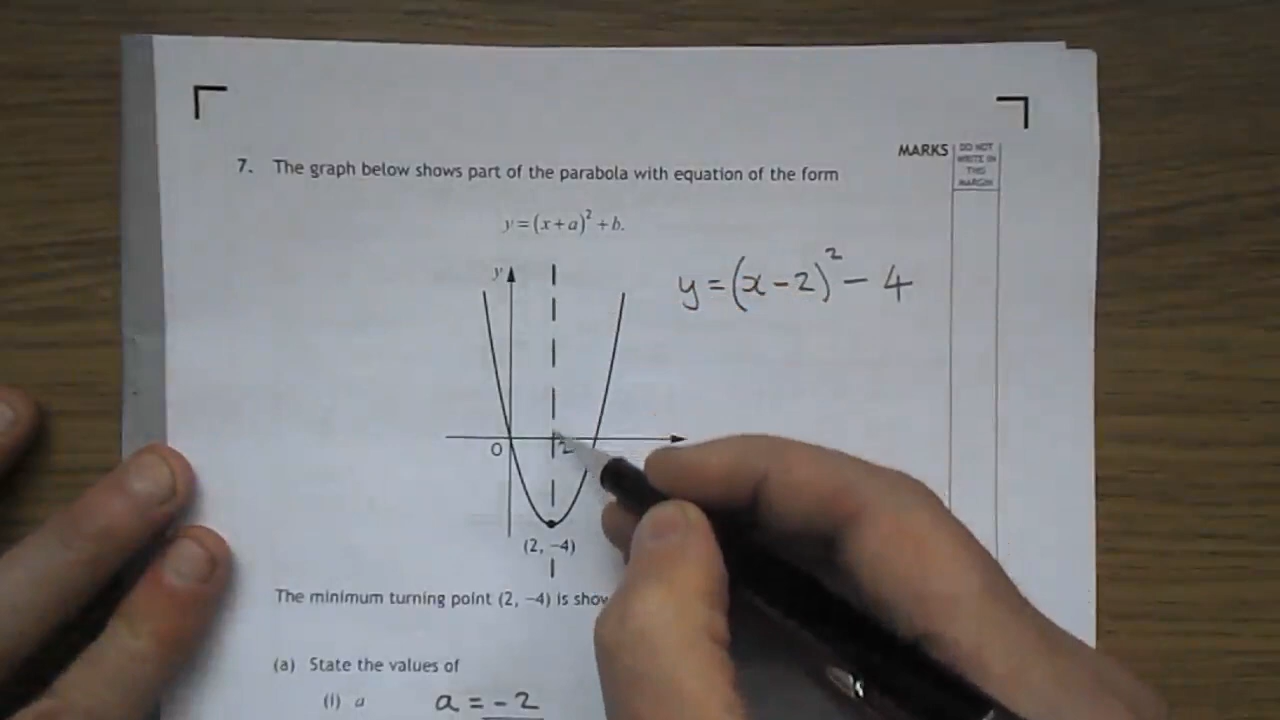 MARKS
DO NOT
WRITE IN
THIS
MARGIN
7. The graph below shows part of the parabola with equation of the form
y = (x + a)² + b.
y = (x - 2)² - 4
y
O
2
(2, −4)
The minimum turning point (2, −4) is
(a) State the values of
(i) a a = - 2